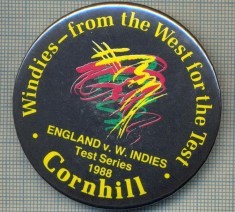 Windies - from the West for the Test
ENGLAND v. W. INDIES
Test Series
1988
· Cornhill ·